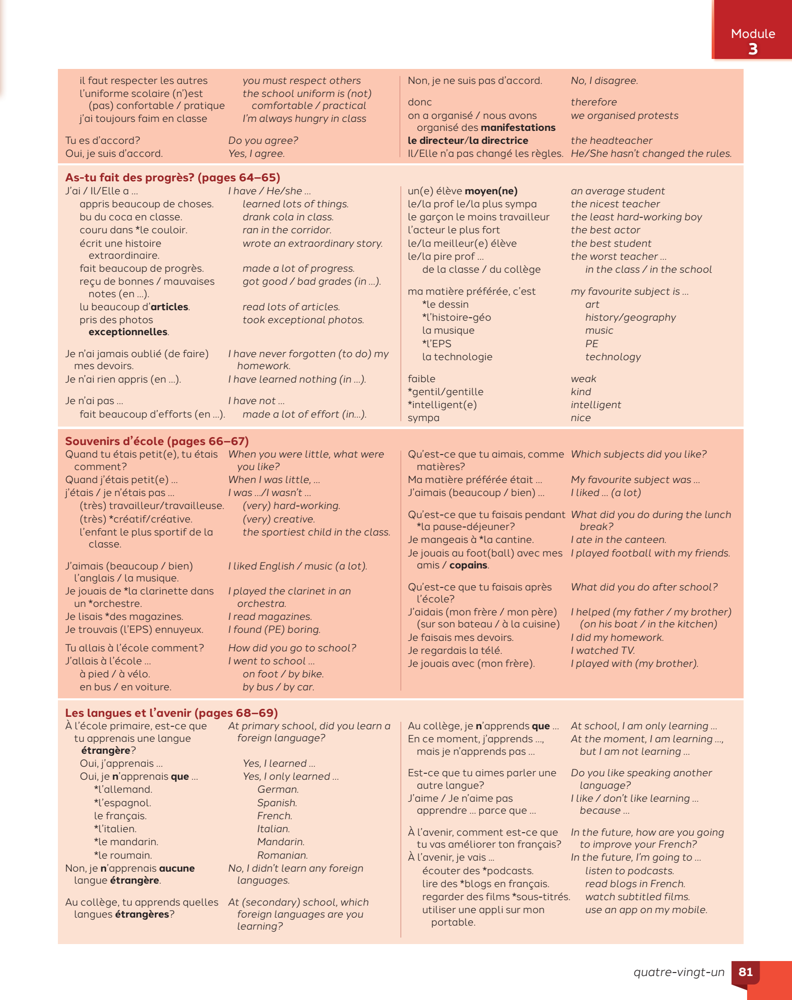 Module
3
il faut respecter les autres you must respect others
l’uniforme scolaire (n’)est the school uniform is (not)
(pas) confortable / pratique comfortable / practical
j’ai toujours faim en classe I’m always hungry in class
Tu es d’accord? Do you agree?
Oui, je suis d’accord. Yes, I agree.
Non, je ne suis pas d’accord. No, I disagree.
donc therefore
on a organisé / nous avons we organised protests
organisé des manifestations
le directeur/la directrice the headteacher
Il/Elle n’a pas changé les règles. He/She hasn’t changed the rules.
As-tu fait des progrès? (pages 64–65)
J’ai / Il/Elle a ... I have / He/she ...
appris beaucoup de choses. learned lots of things.
bu du coca en classe. drank cola in class.
couru dans *le couloir. ran in the corridor.
écrit une histoire wrote an extraordinary story.
extraordinaire.
fait beaucoup de progrès. made a lot of progress.
reçu de bonnes / mauvaises got good / bad grades (in ...).
notes (en ...).
lu beaucoup d’articles. read lots of articles.
pris des photos took exceptional photos.
exceptionnelles.
Je n’ai jamais oublié (de faire) I have never forgotten (to do) my
mes devoirs. homework.
Je n’ai rien appris (en ...). I have learned nothing (in ...).
Je n’ai pas ... I have not ...
fait beaucoup d’efforts (en ...). made a lot of effort (in...).
un(e) élève moyen(ne) an average student
le/la prof le/la plus sympa the nicest teacher
le garçon le moins travailleur the least hard-working boy
l’acteur le plus fort the best actor
le/la meilleur(e) élève the best student
le/la pire prof ... the worst teacher ...
de la classe / du collège in the class / in the school
ma matière préférée, c’est my favourite subject is ...
*le dessin art
*l’histoire-géo history/geography
la musique music
*l’EPS PE
la technologie technology
faible weak
*gentil/gentille kind
*intelligent(e) intelligent
sympa nice
Souvenirs d’école (pages 66–67)
Quand tu étais petit(e), tu étais When you were little, what were
comment? you like?
Quand j’étais petit(e) ... When I was little, ...
j’étais / je n’étais pas ... I was .../I wasn’t ...
(très) travailleur/travailleuse. (very) hard-working.
(très) *créatif/créative. (very) creative.
l’enfant le plus sportif de la the sportiest child in the class.
classe.
J’aimais (beaucoup / bien) I liked English / music (a lot).
l’anglais / la musique.
Je jouais de *la clarinette dans I played the clarinet in an
un *orchestre. orchestra.
Je lisais *des magazines. I read magazines.
Je trouvais (l’EPS) ennuyeux. I found (PE) boring.
Tu allais à l’école comment? How did you go to school?
J’allais à l’école ... I went to school ...
à pied / à vélo. on foot / by bike.
en bus / en voiture. by bus / by car.
Qu’est-ce que tu aimais, comme Which subjects did you like?
matières?
Ma matière préférée était ... My favourite subject was ...
J’aimais (beaucoup / bien) ... I liked ... (a lot)
Qu’est-ce que tu faisais pendant What did you do during the lunch
*la pause-déjeuner? break?
Je mangeais à *la cantine. I ate in the canteen.
Je jouais au foot(ball) avec mes I played football with my friends.
amis / copains.
Qu’est-ce que tu faisais après What did you do after school?
l’école?
J’aidais (mon frère / mon père) I helped (my father / my brother)
(sur son bateau / à la cuisine) (on his boat / in the kitchen)
Je faisais mes devoirs. I did my homework.
Je regardais la télé. I watched TV.
Je jouais avec (mon frère). I played with (my brother).
Les langues et l’avenir (pages 68–69)
À l’école primaire, est-ce que At primary school, did you learn a
tu apprenais une langue foreign language?
étrangère?
Oui, j’apprenais ... Yes, I learned ...
Oui, je n’apprenais que ... Yes, I only learned ...
*l’allemand. German.
*l’espagnol. Spanish.
le français. French.
*l’italien. Italian.
*le mandarin. Mandarin.
*le roumain. Romanian.
Non, je n’apprenais aucune No, I didn’t learn any foreign
langue étrangère. languages.
Au collège, tu apprends quelles At (secondary) school, which
langues étrangères? foreign languages are you
learning?
Au collège, je n’apprends que ... At school, I am only learning ...
En ce moment, j’apprends ..., At the moment, I am learning ...,
mais je n’apprends pas ... but I am not learning ...
Est-ce que tu aimes parler une Do you like speaking another
autre langue? language?
J’aime / Je n’aime pas I like / don’t like learning ...
apprendre ... parce que ... because ...
À l’avenir, comment est-ce que In the future, how are you going
tu vas améliorer ton français? to improve your French?
À l’avenir, je vais ... In the future, I’m going to ...
écouter des *podcasts. listen to podcasts.
lire des *blogs en français. read blogs in French.
regarder des films *sous-titrés. watch subtitled films.
utiliser une appli sur mon use an app on my mobile.
portable.
quatre-vingt-un 81